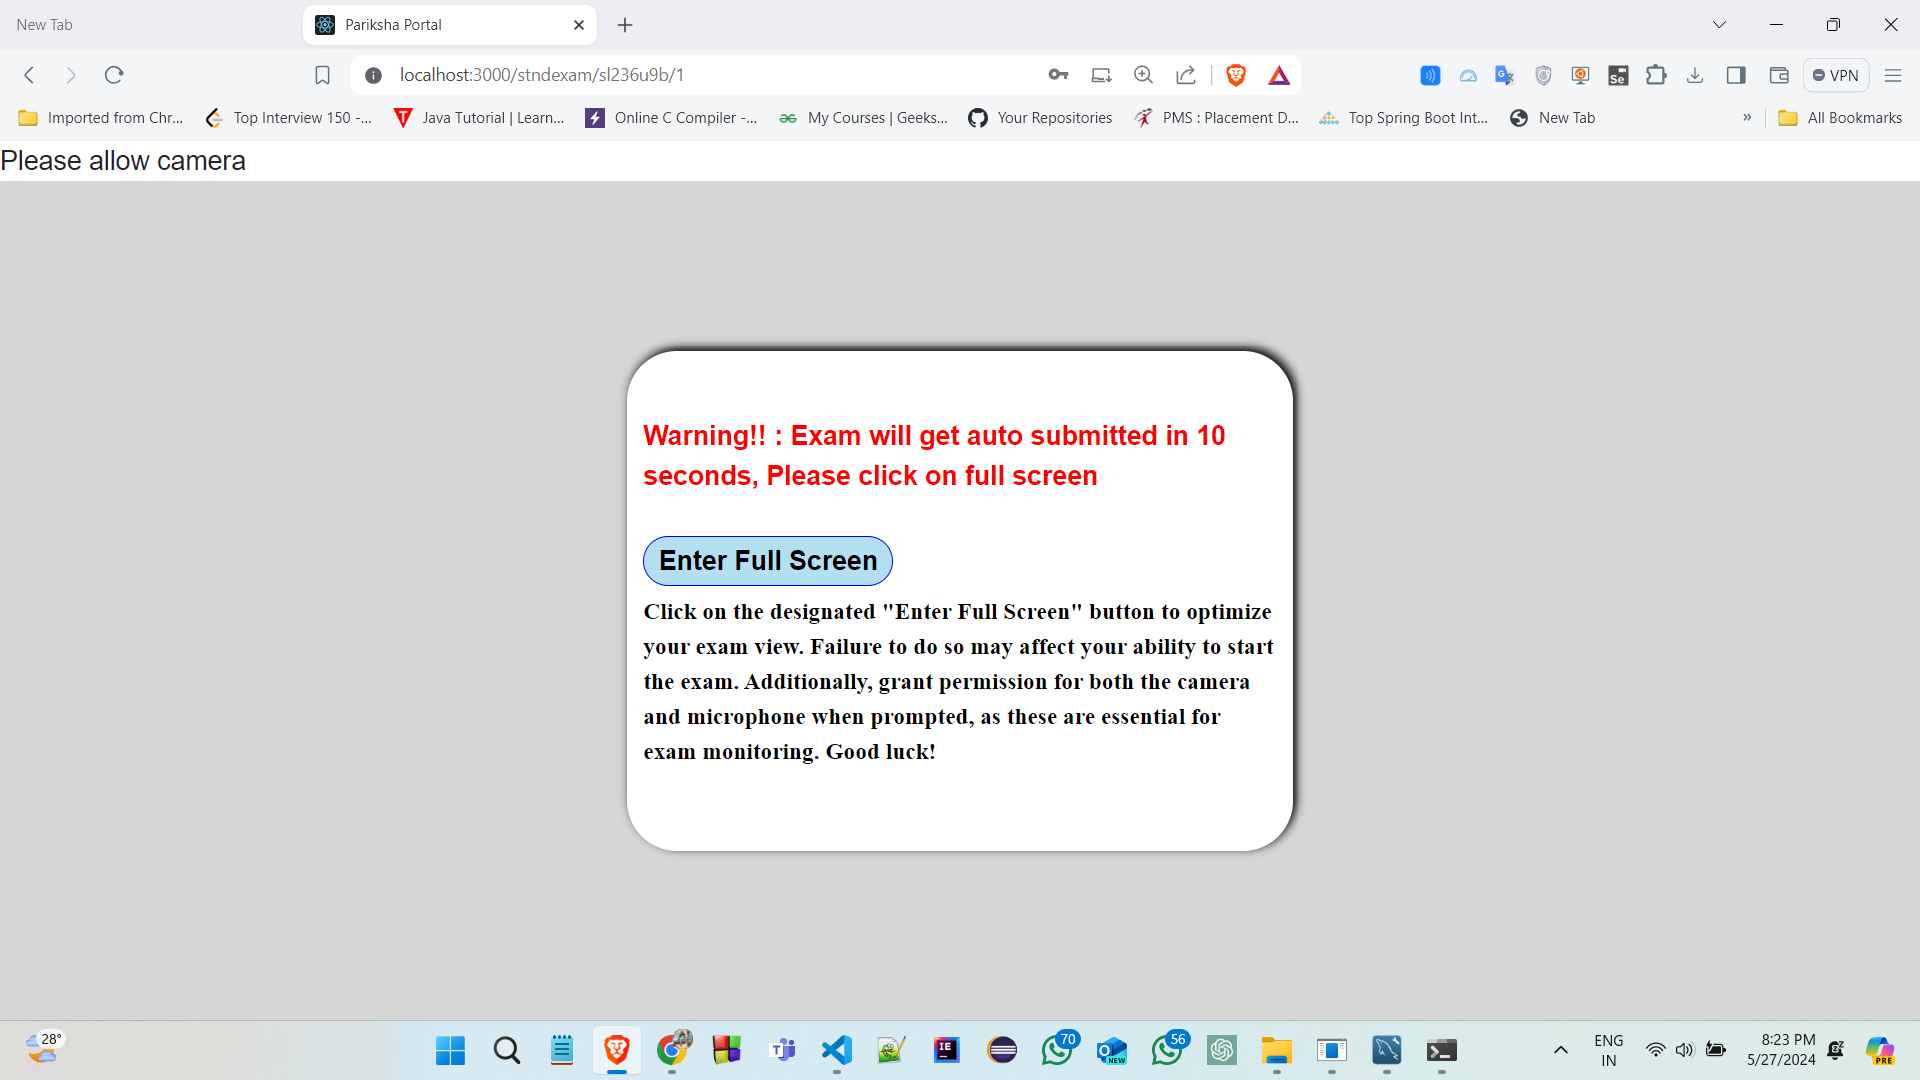 New Tab
Pariksha Portal
localhost:3000/stndexam/sl236u9b/1
VPN
Imported from Chr...
Top Interview 150 -...
Java Tutorial | Learn...
Online C Compiler -...
My Courses | Geeks...
Your Repositories
PMS : Placement D...
Top Spring Boot Int...
New Tab
»
All Bookmarks
Please allow camera
Warning!! : Exam will get auto submitted in 10
seconds, Please click on full screen
Enter Full Screen
Click on the designated "Enter Full Screen" button to optimize
your exam view. Failure to do so may affect your ability to start
the exam. Additionally, grant permission for both the camera
and microphone when prompted, as these are essential for
exam monitoring. Good luck!
28°
70
NEW
56
ENG
IN
8:23 PM
5/27/2024
PRE